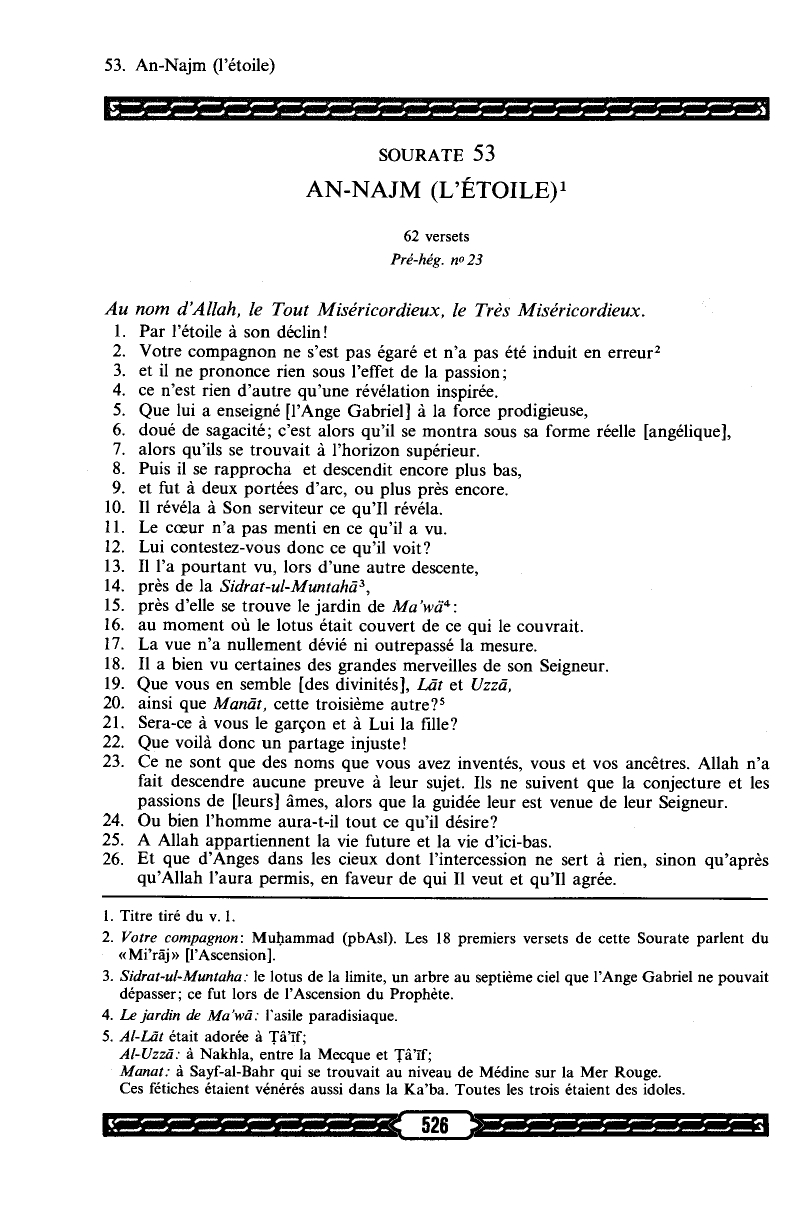 53. An-Najm (l'étoile)
SOURATE 53
AN-NAJM (L'ÉTOILE)¹
62 versets
Pré-hég. nº 23
Au nom d'Allah, le Tout Miséricordieux, le Très Miséricordieux.
1. Par l'étoile à son déclin!
2. Votre compagnon ne s'est pas égaré et n'a pas été induit en erreur²
3. et il ne prononce rien sous l'effet de la passion;
4. ce n'est rien d'autre qu'une révélation inspirée.
5. Que lui a enseigné [l'Ange Gabriel] à la force prodigieuse,
6. doué de sagacité; c'est alors qu'il se montra sous sa forme réelle [angélique],
7. alors qu'ils se trouvait à l'horizon supérieur.
8. Puis il se rapprocha et descendit encore plus bas,
9. et fut à deux portées d'arc, ou plus près encore.
10. Il révéla à Son serviteur ce qu'Il révéla.
11. Le cœur n'a pas menti en ce qu'il a vu.
12. Lui contestez-vous donc ce qu'il voit?
13. Il l'a pourtant vu, lors d'une autre descente,
14. près de la Sidrat-ul-Muntahā³,
15. près d'elle se trouve le jardin de Ma'wā⁴:
16. au moment où le lotus était couvert de ce qui le couvrait.
17. La vue n'a nullement dévié ni outrepassé la mesure.
18. Il a bien vu certaines des grandes merveilles de son Seigneur.
19. Que vous en semble [des divinités], Lāt et Uzzā,
20. ainsi que Manāt, cette troisième autre?⁵
21. Sera-ce à vous le garçon et à Lui la fille?
22. Que voilà donc un partage injuste!
23. Ce ne sont que des noms que vous avez inventés, vous et vos ancêtres. Allah n'a
fait descendre aucune preuve à leur sujet. Ils ne suivent que la conjecture et les
passions de [leurs] âmes, alors que la guidée leur est venue de leur Seigneur.
24. Ou bien l'homme aura-t-il tout ce qu'il désire?
25. A Allah appartiennent la vie future et la vie d'ici-bas.
26. Et que d'Anges dans les cieux dont l'intercession ne sert à rien, sinon qu'après
qu'Allah l'aura permis, en faveur de qui Il veut et qu'Il agrée.
1. Titre tiré du v. 1.
2. Votre compagnon: Muḥammad (pbAsl). Les 18 premiers versets de cette Sourate parlent du
«Mi'rāj» [l'Ascension].
3. Sidrat-ul-Muntaha: le lotus de la limite, un arbre au septième ciel que l'Ange Gabriel ne pouvait
dépasser; ce fut lors de l'Ascension du Prophète.
4. Le jardin de Ma'wā: l'asile paradisiaque.
5. Al-Lāt était adorée à Ṭā'īf;
Al-Uzzā: à Nakhla, entre la Mecque et Ṭā'īf;
Manat: à Sayf-al-Bahr qui se trouvait au niveau de Médine sur la Mer Rouge.
Ces fétiches étaient vénérés aussi dans la Ka'ba. Toutes les trois étaient des idoles.
526